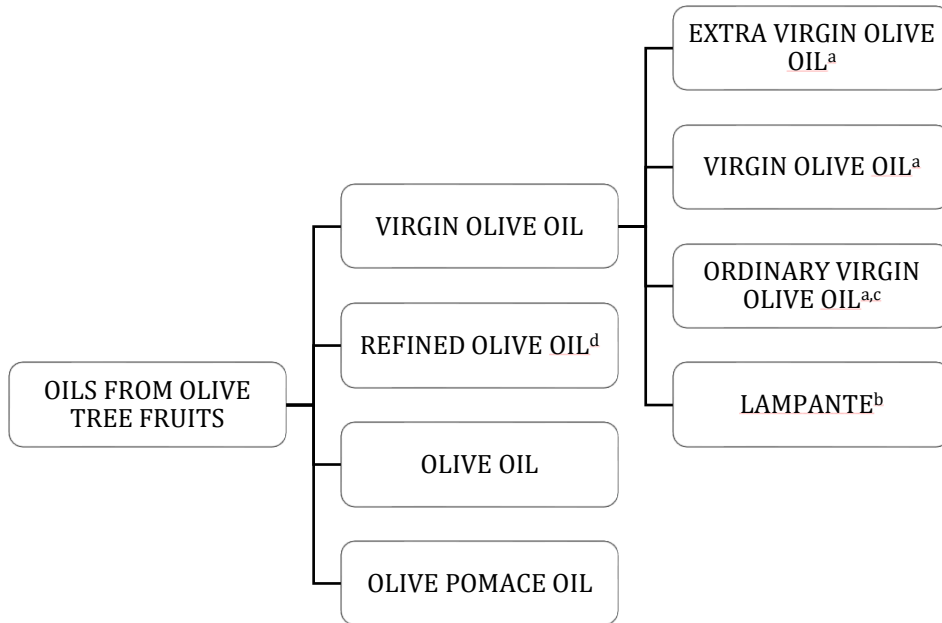 OILS FROM OLIVE
TREE FRUITS
VIRGIN OLIVE OIL
REFINED OLIVE OILᵈ
OLIVE OIL
OLIVE POMACE OIL
EXTRA VIRGIN OLIVE
OILᵃ
VIRGIN OLIVE OILᵃ
ORDINARY VIRGIN
OLIVE OILᵃ,ᶜ
LAMPANTEᵇ